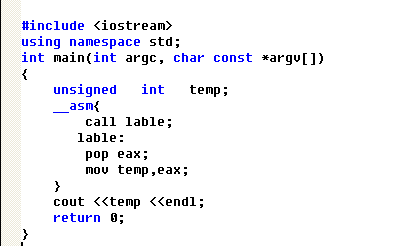 #include <iostream>
using namespace std;
int main(int argc, char const *argv[])
{
    unsigned   int   temp;
    __asm{
        call lable;
       lable:
        pop eax;
        mov temp,eax;
    }
    cout <<temp <<endl;
    return 0;
}